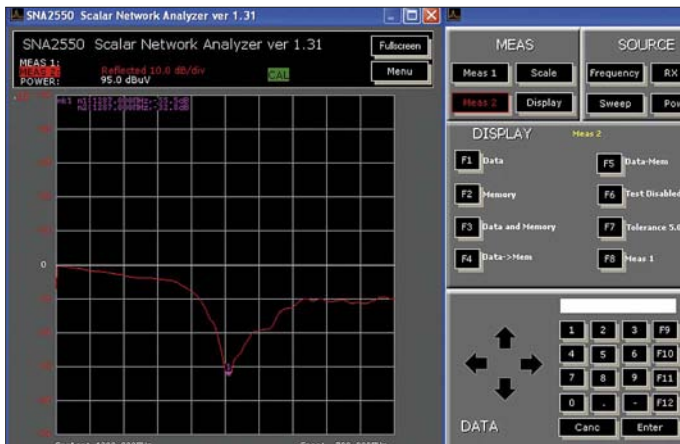 SNA2550 Scalar Network Analyzer ver 1.31
SNA2550 Scalar Network Analyzer ver 1.31
Fullscreen
MEAS 1:
MEAS 2: Reflected 10.0 dB/div
CAL
Menu
POWER: 95.0 dBuV
0
1
MEAS
SOURCE
Meas 1
Scale
Frequency
RX
Meas 2
Display
Sweep
Pow
DISPLAY
Meas 2
F1 Data
F5 Data-Mem
F2 Memory
F6 Test Disabled
F3 Data and Memory
F7 Tolerance 5.0
F4 Data->Mem
F8 Meas 1
1 2 3 F9
4 5 6 F10
7 8 9 F11
0 . - F12
DATA
Canc
Enter